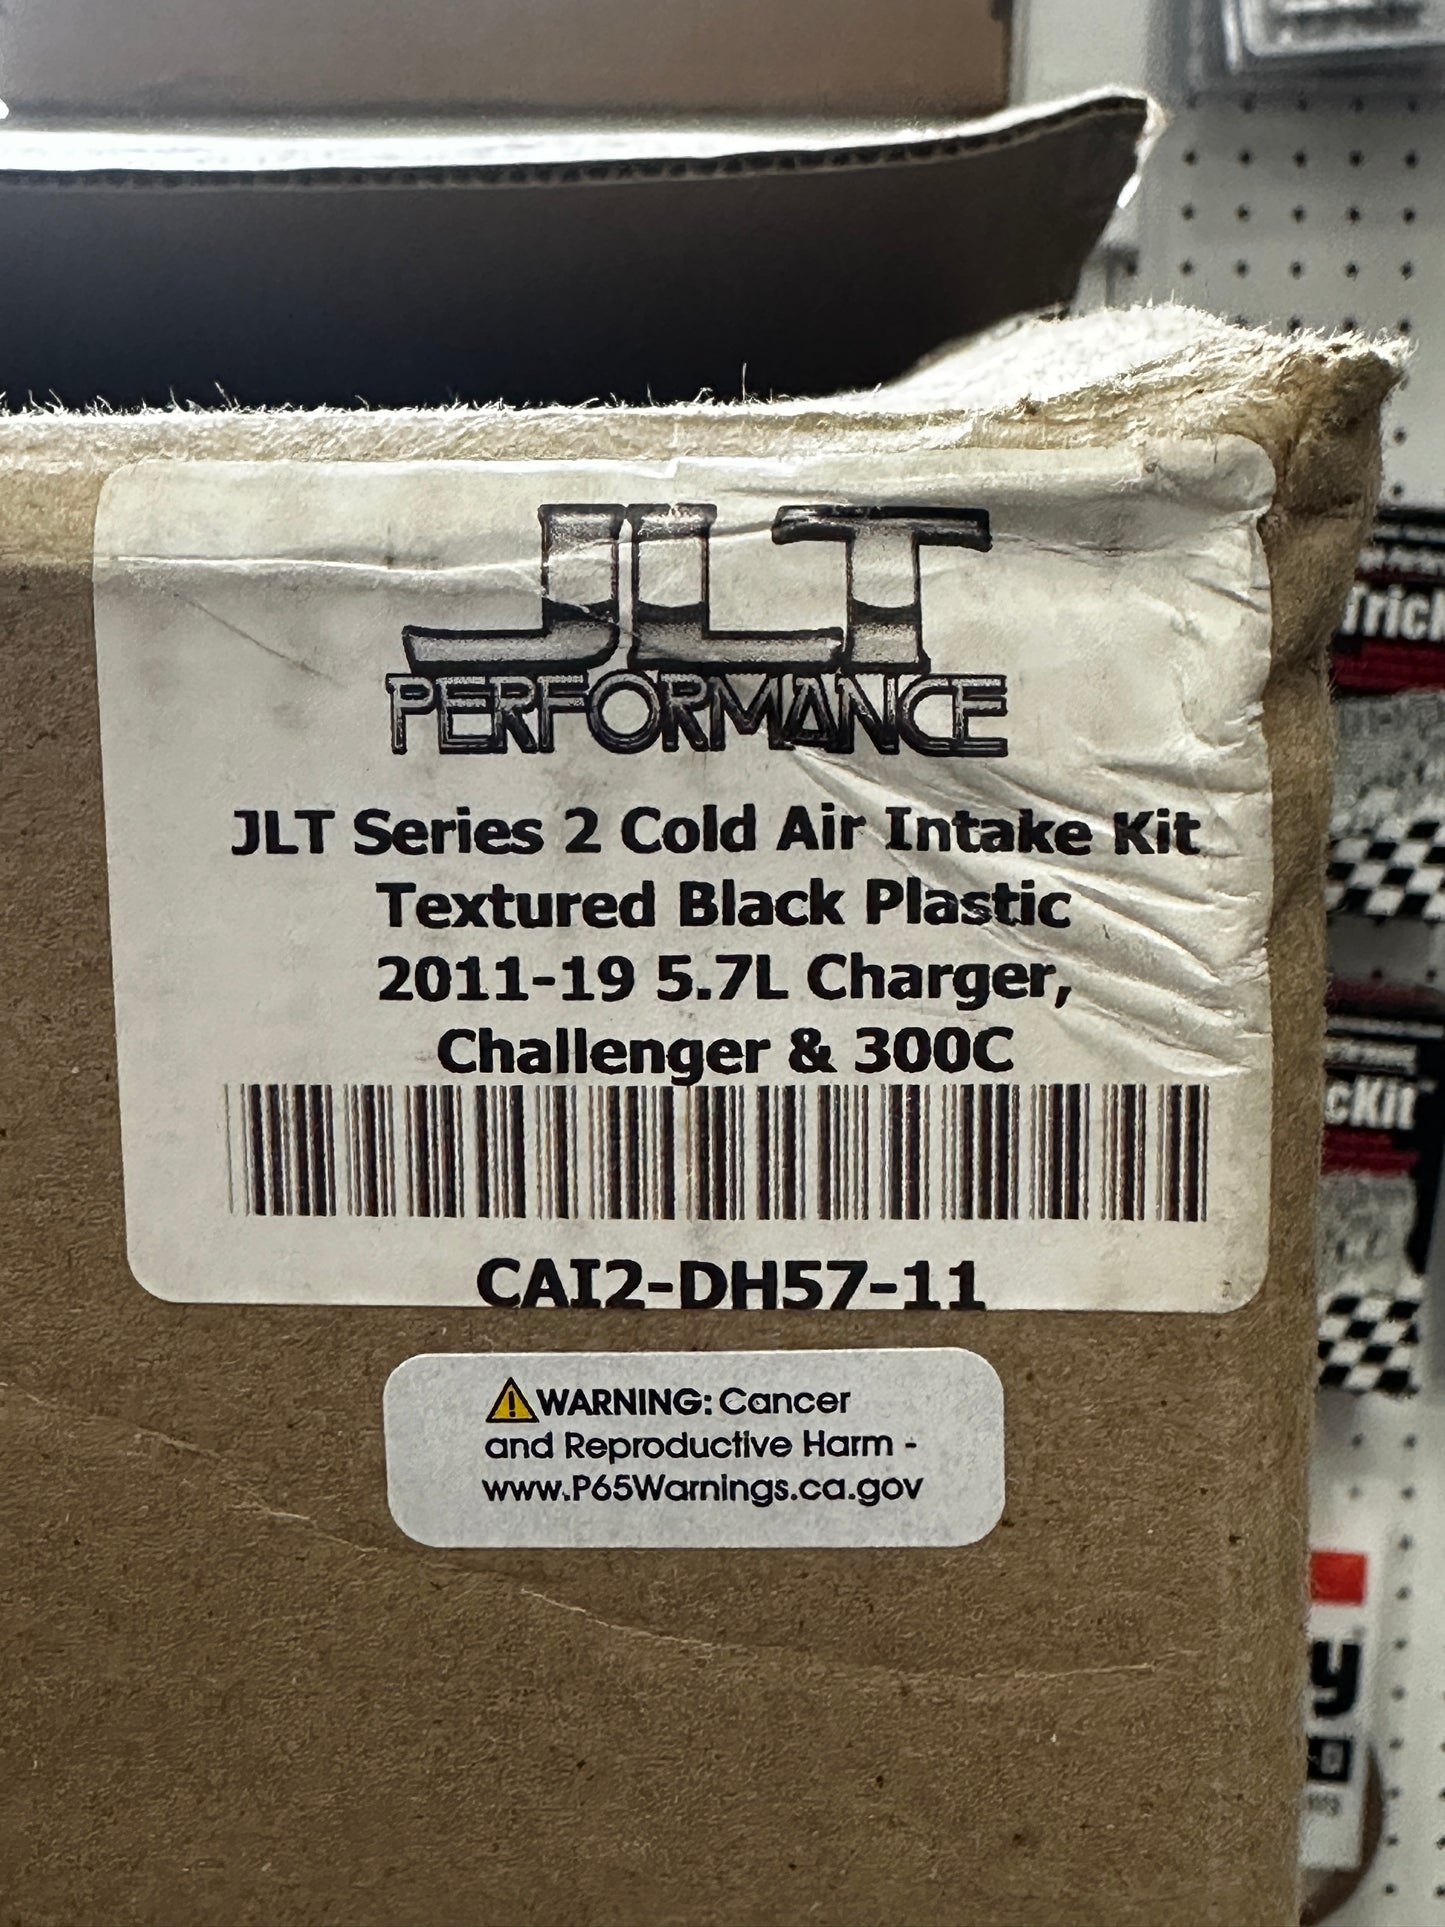 JLT
PERFORMANCE
JLT Series 2 Cold Air Intake Kit
Textured Black Plastic
2011-19 5.7L Charger,
Challenger & 300C
CAI2-DH57-11
WARNING: Cancer
and Reproductive Harm -
www.P65Warnings.ca.gov